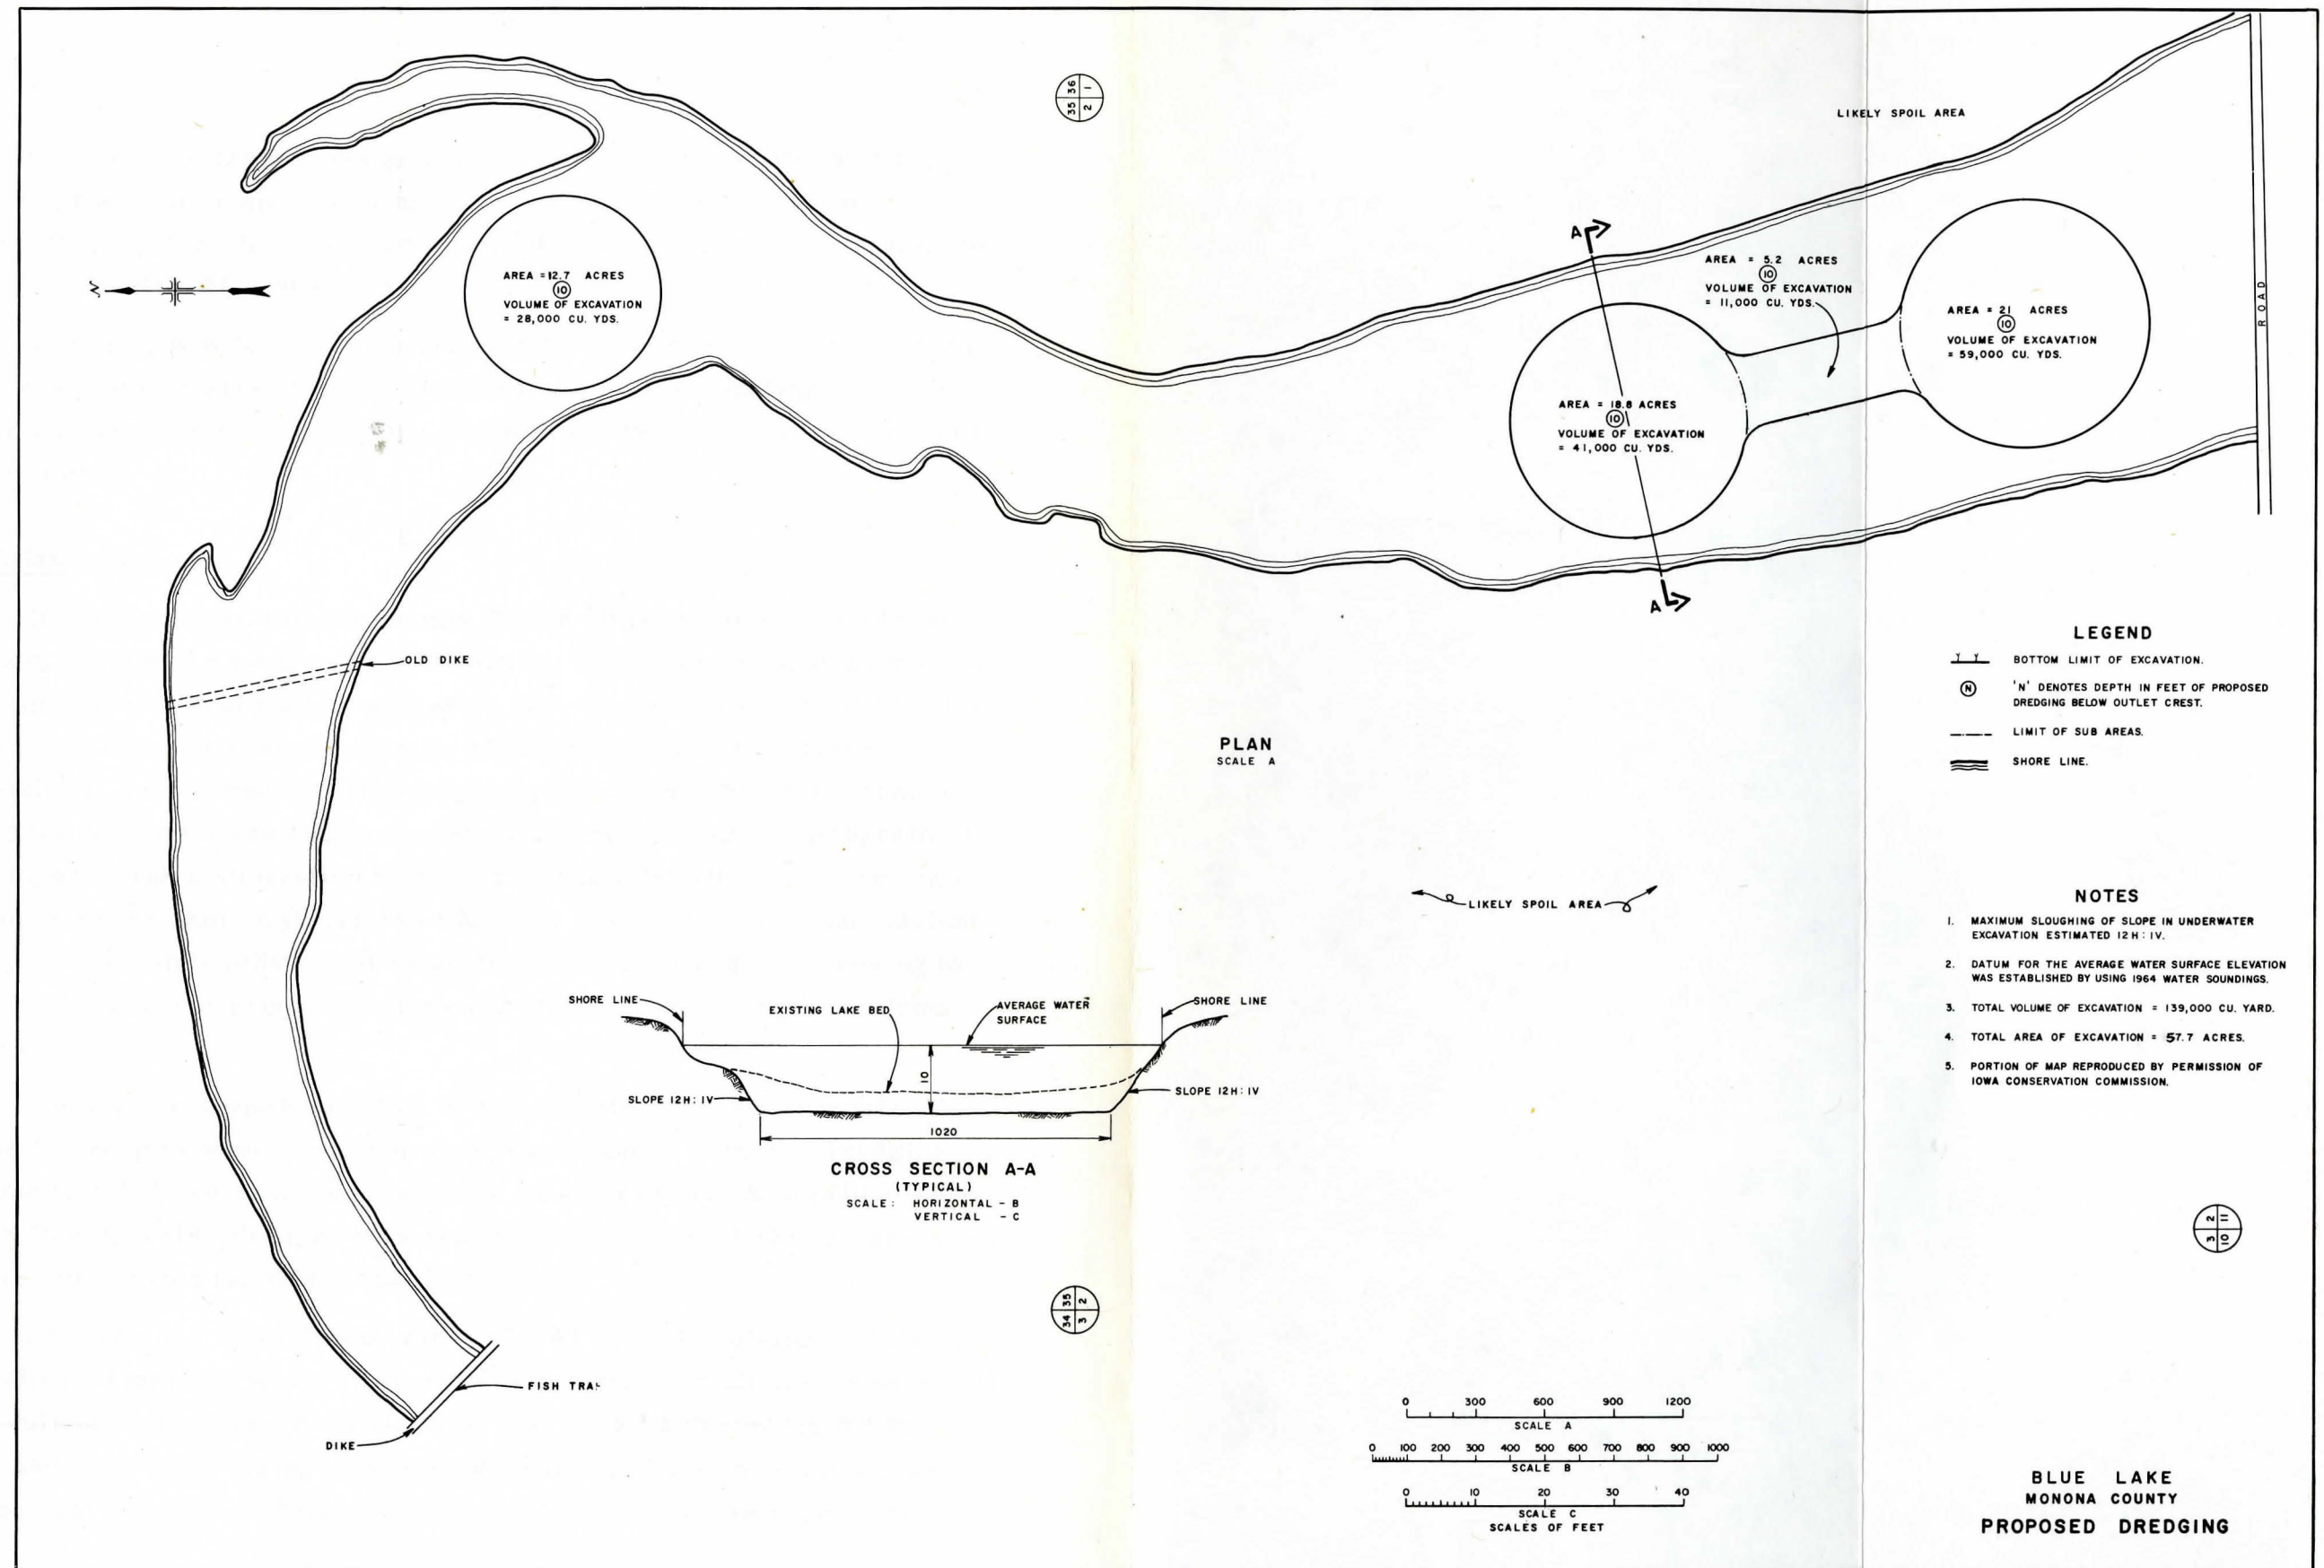 35 36
2 1
LIKELY SPOIL AREA
AREA = 12.7 ACRES
10
VOLUME OF EXCAVATION
= 28,000 CU. YDS.
A
AREA = 5.2 ACRES
10
VOLUME OF EXCAVATION
= 11,000 CU. YDS.
AREA = 21 ACRES
10
VOLUME OF EXCAVATION
= 59,000 CU. YDS.
ROAD
AREA = 18.8 ACRES
10
VOLUME OF EXCAVATION
= 41,000 CU. YDS.
A
OLD DIKE
LEGEND
BOTTOM LIMIT OF EXCAVATION.
N
'N' DENOTES DEPTH IN FEET OF PROPOSED
DREDGING BELOW OUTLET CREST.
LIMIT OF SUB AREAS.
SHORE LINE.
PLAN
SCALE A
LIKELY SPOIL AREA
NOTES
1. MAXIMUM SLOUGHING OF SLOPE IN UNDERWATER
EXCAVATION ESTIMATED 12H : 1V.
2. DATUM FOR THE AVERAGE WATER SURFACE ELEVATION
WAS ESTABLISHED BY USING 1964 WATER SOUNDINGS.
3. TOTAL VOLUME OF EXCAVATION = 139,000 CU. YARD.
4. TOTAL AREA OF EXCAVATION = 57.7 ACRES.
5. PORTION OF MAP REPRODUCED BY PERMISSION OF
IOWA CONSERVATION COMMISSION.
SHORE LINE
EXISTING LAKE BED
AVERAGE WATER
SURFACE
SHORE LINE
10
SLOPE 12H : 1V
SLOPE 12H : 1V
1020
CROSS SECTION A-A
(TYPICAL)
SCALE : HORIZONTAL - B
VERTICAL - C
3 2
10 11
34 35
3 2
FISH
DIKE
0 300 600 900 1200
SCALE A
0 100 200 300 400 500 600 700 800 900 1000
SCALE B
0 10 20 30 40
SCALE C
SCALES OF FEET
BLUE LAKE
MONONA COUNTY
PROPOSED DREDGING